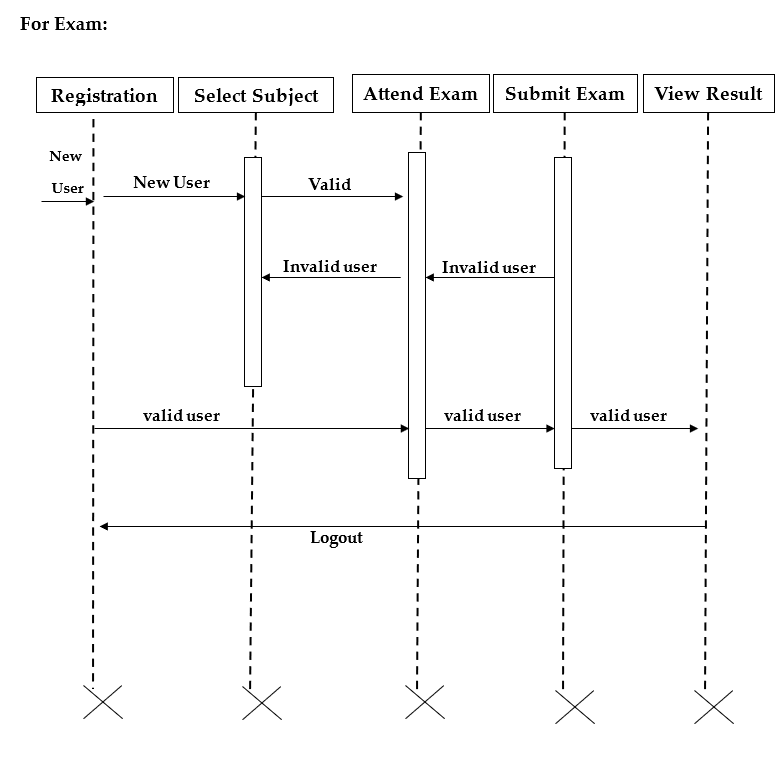 For Exam:
Registration
Select Subject
Attend Exam
Submit Exam
View Result
New
User
New User
Valid
Invalid user
Invalid user
valid user
valid user
valid user
Logout